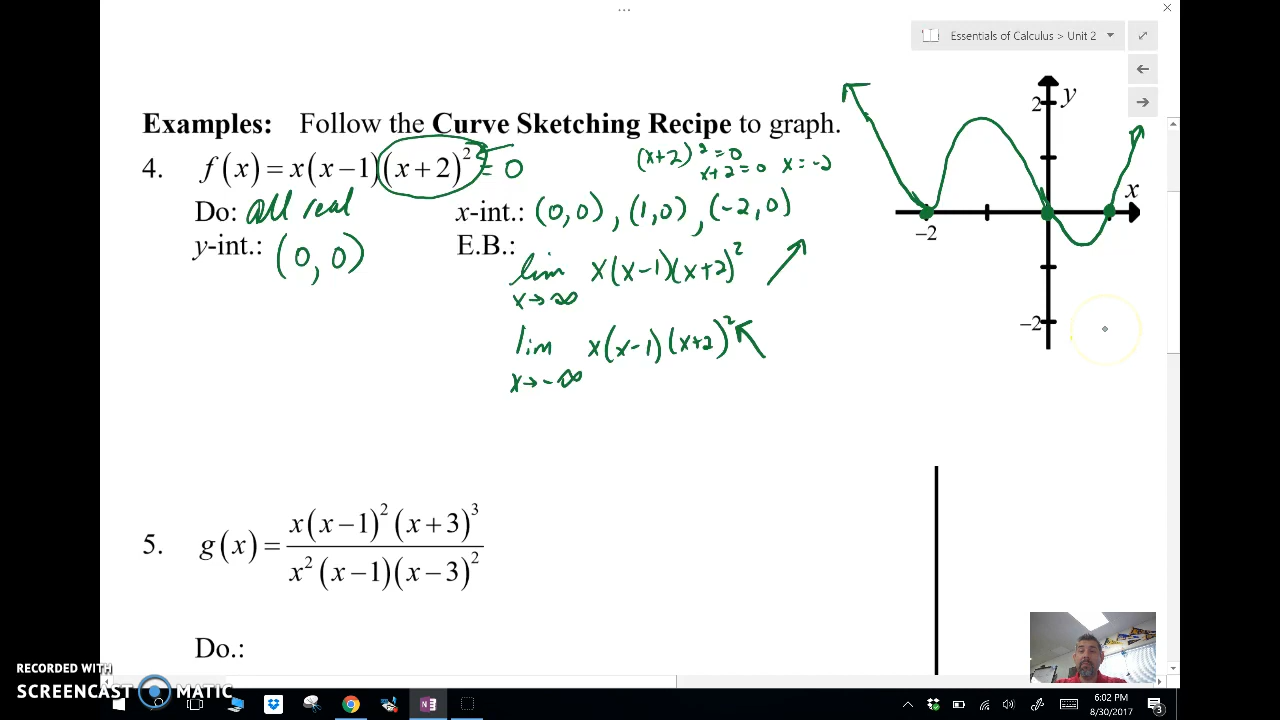 Essentials of Calculus > Unit 2
Examples: Follow the Curve Sketching Recipe to graph.
4. f(x) = x(x−1)(x+2)² = 0
(x+2)² = 0
x+2 = 0 x = −2
Do: all real
x-int.: (0,0), (1,0), (−2,0)
y-int.: (0,0)
E.B.:
lim x(x−1)(x+2)²
x→∞
lim x(x−1)(x+2)²
x→−∞
y
2
x
−2
−2
5. g(x) = x(x−1)²(x+3)³
x²(x−1)(x−3)²
Do.:
RECORDED WITH
SCREENCAST MATIC
6:02 PM
8/30/2017
3